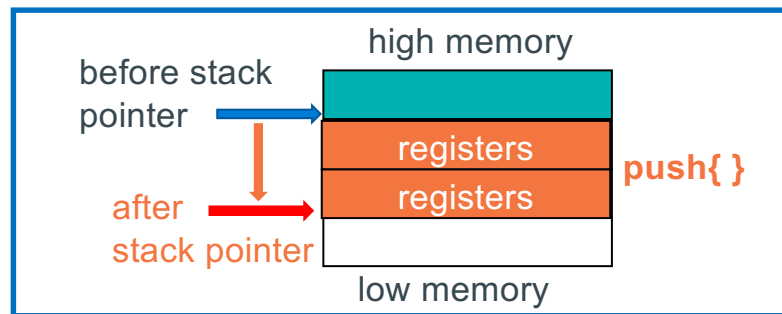 high memory
before stack
pointer
registers
registers
push{ }
after
stack pointer
low memory